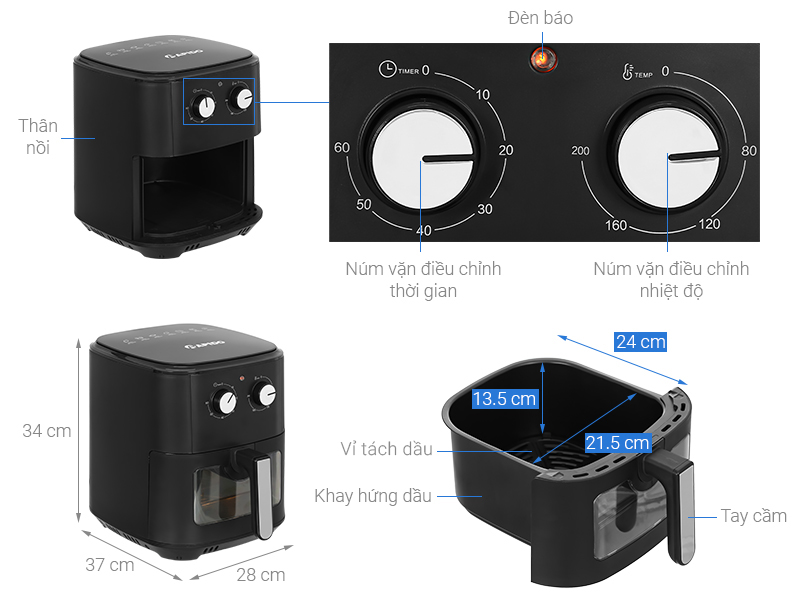 Đèn báo
RAPIDO
Thân
nồi
TIMER 0
10
20
30
40
50
60
TEMP 0
80
120
160
200
Núm vặn điều chỉnh
thời gian
Núm vặn điều chỉnh
nhiệt độ
RAPIDO
34 cm
37 cm
28 cm
24 cm
13.5 cm
21.5 cm
Vỉ tách dầu
Khay hứng dầu
Tay cầm